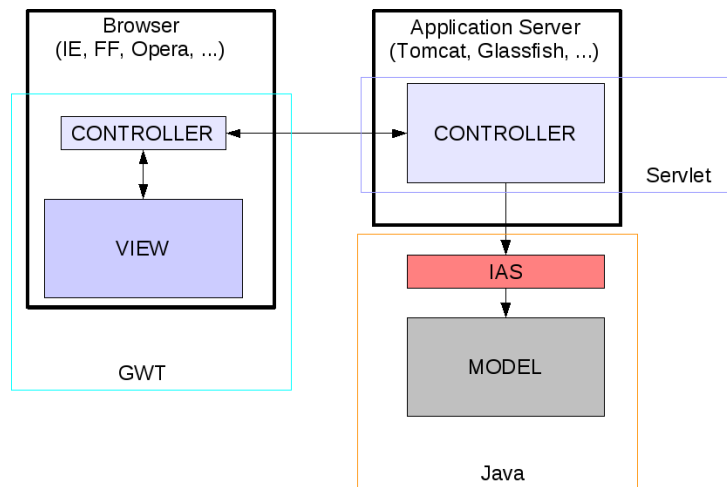 Browser
(IE, FF, Opera, ...)
CONTROLLER
VIEW
GWT
Application Server
(Tomcat, Glassfish, ...)
CONTROLLER
Servlet
IAS
MODEL
Java